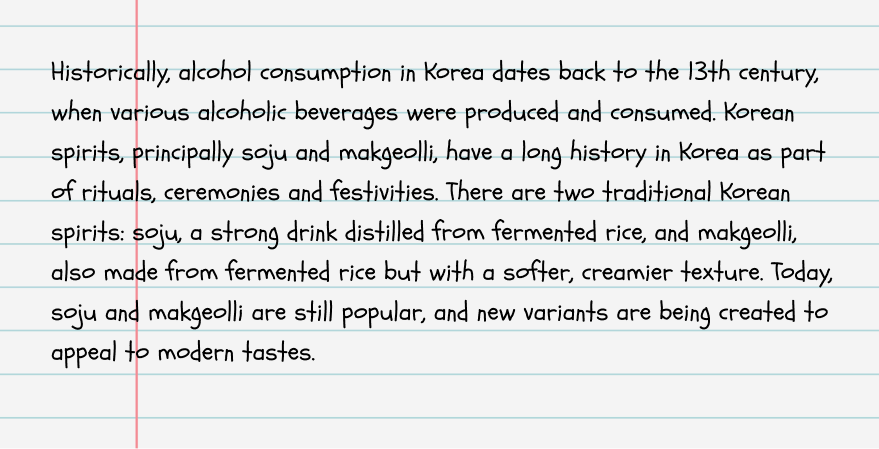 Historically, alcohol consumption in Korea dates back to the 13th century,
when various alcoholic beverages were produced and consumed. Korean
spirits, principally soju and makgeolli, have a long history in Korea as part
of rituals, ceremonies and festivities. There are two traditional Korean
spirits: soju, a strong drink distilled from fermented rice, and makgeolli,
also made from fermented rice but with a softer, creamier texture. Today,
soju and makgeolli are still popular, and new variants are being created to
appeal to modern tastes.